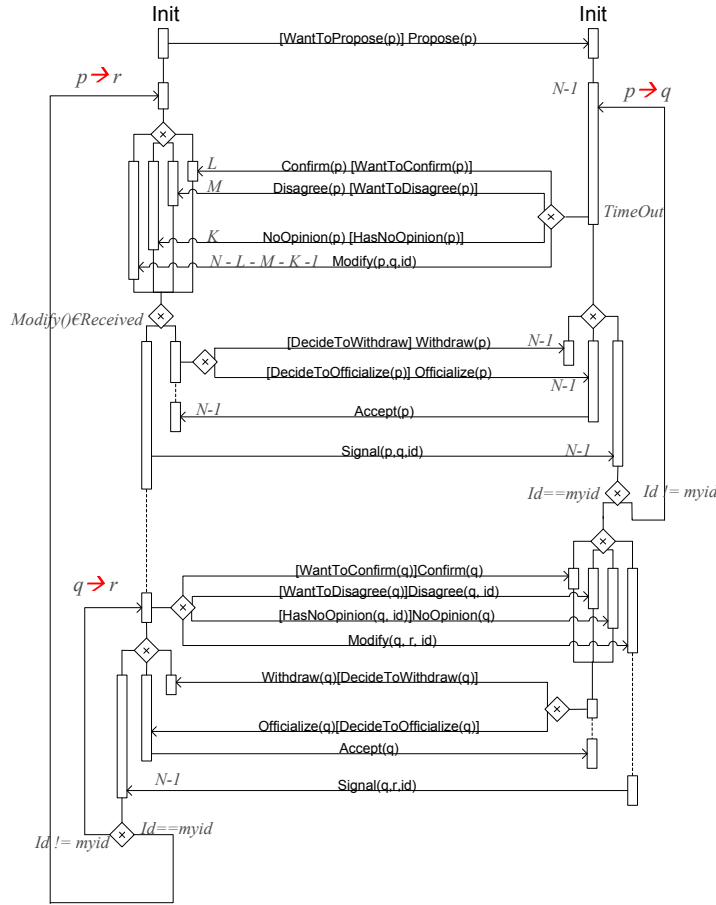 Init
Init
[WantToPropose(p)] Propose(p)
p → r
N-1
p → q
L
Confirm(p) [WantToConfirm(p)]
M
Disagree(p) [WantToDisagree(p)]
TimeOut
K
NoOpinion(p) [HasNoOpinion(p)]
N - L - M - K -1
Modify(p,q,id)
Modify()€Received
[DecideToWithdraw] Withdraw(p)
N-1
[DecideToOfficialize(p)] Officialize(p)
N-1
N-1
Accept(p)
Signal(p,q,id)
N-1
Id==myid
Id != myid
[WantToConfirm(q)]Confirm(q)
q → r
[WantToDisagree(q)]Disagree(q, id)
[HasNoOpinion(q, id)]NoOpinion(q)
Modify(q, r, id)
Withdraw(q)[DecideToWithdraw(q)]
Officialize(q)[DecideToOfficialize(q)]
Accept(q)
N-1
Signal(q,r,id)
Id != myid
Id==myid